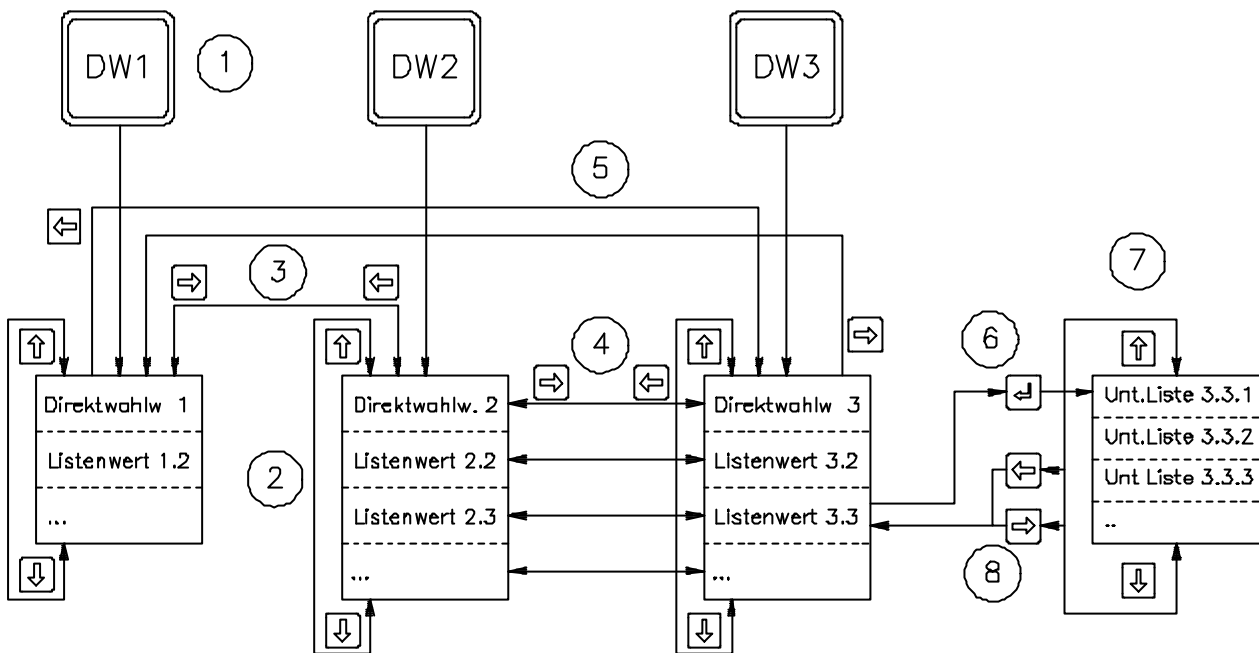 DW1
1
DW2
DW3
5
3
7
4
6
Direktwahlw 1
Listenwert 1.2
...
2
Direktwahlw. 2
Listenwert 2.2
Listenwert 2.3
...
Direktwahlw 3
Listenwert 3.2
Listenwert 3.3
...
Unt.Liste 3.3.1
Unt.Liste 3.3.2
Unt Liste 3.3.3
..
8